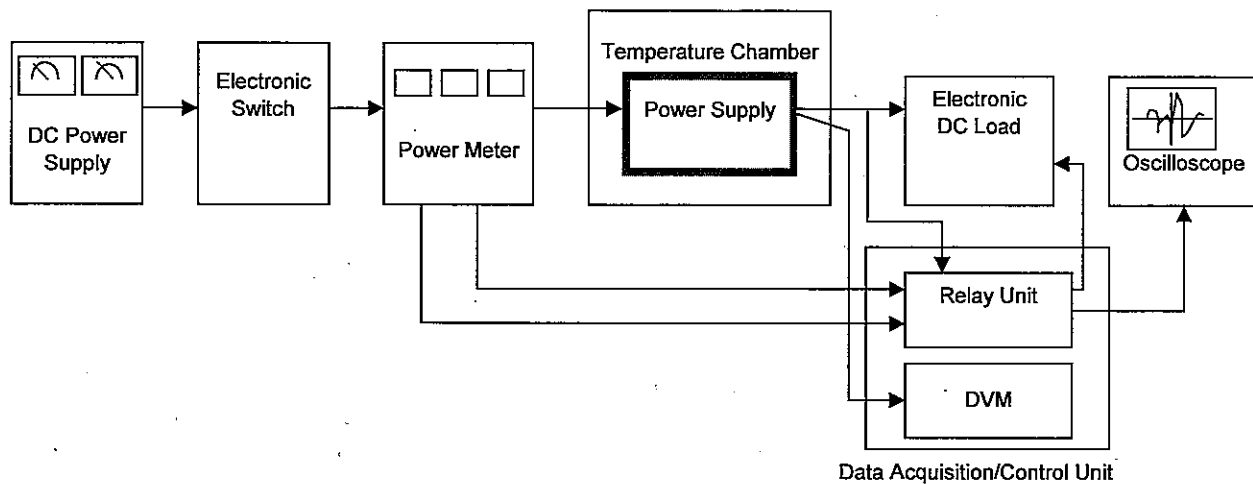 DC Power
Supply
Electronic
Switch
Power Meter
Temperature Chamber
Power Supply
Electronic
DC Load
Oscilloscope
Relay Unit
DVM
Data Acquisition/Control Unit